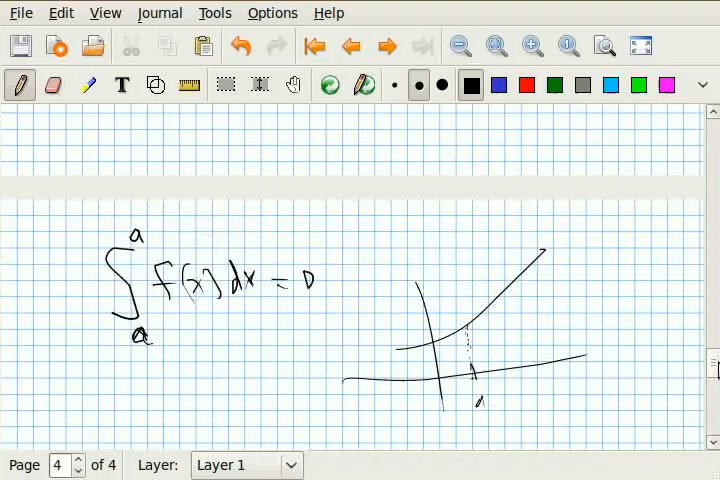 File Edit View Journal Tools Options Help
T
a
∫ f(x) dx = 0
a
a
Page 4 of 4 Layer: Layer 1